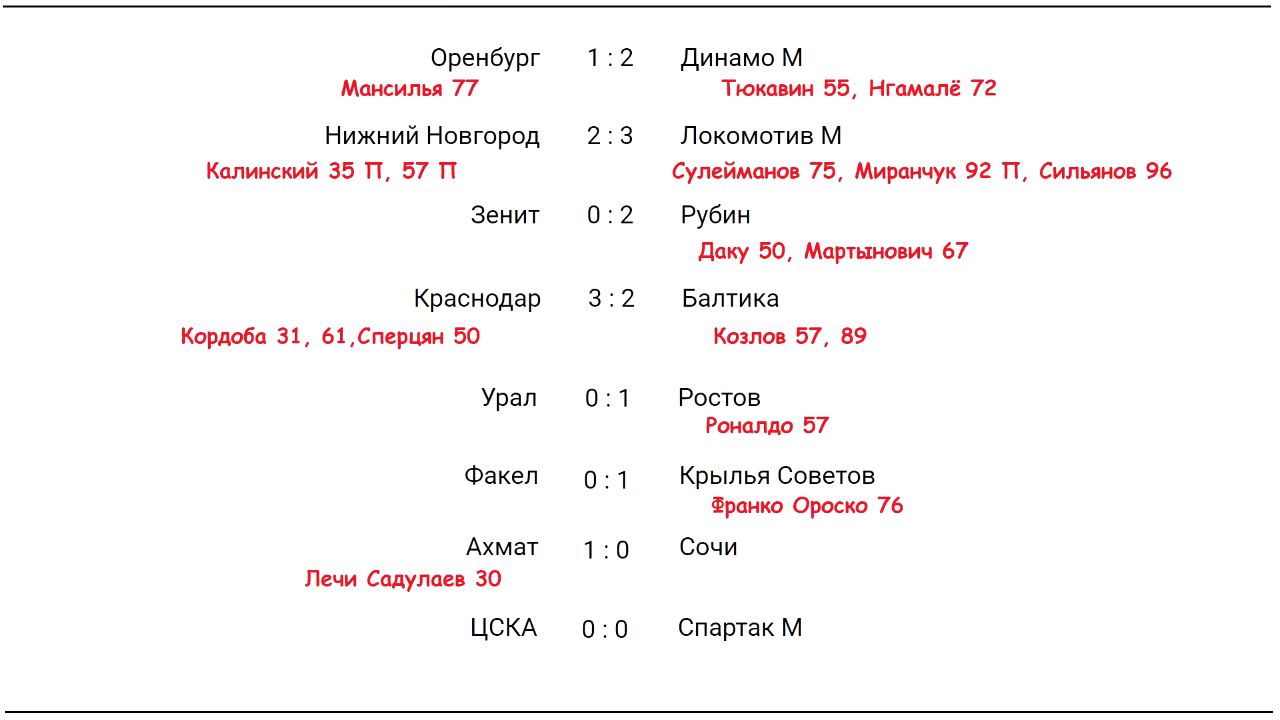 Оренбург 1 : 2 Динамо М
Мансилья 77 Тюкавин 55, Нгамалё 72
Нижний Новгород 2 : 3 Локомотив М
Калинский 35 П, 57 П Сулейманов 75, Миранчук 92 П, Сильянов 96
Зенит 0 : 2 Рубин
Даку 50, Мартынович 67
Краснодар 3 : 2 Балтика
Кордоба 31, 61,Сперцян 50 Козлов 57, 89
Урал 0 : 1 Ростов
Роналдо 57
Факел 0 : 1 Крылья Советов
Франко Ороско 76
Ахмат 1 : 0 Сочи
Лечи Садулаев 30
ЦСКА 0 : 0 Спартак М